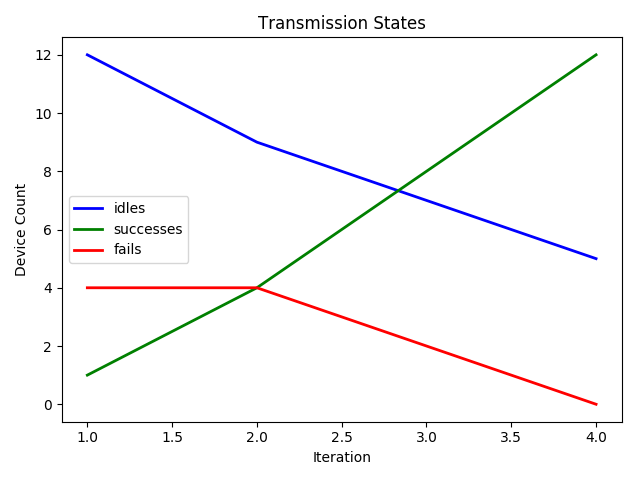 Transmission States
12
10
8
6
4
2
0
Device Count
idles
successes
fails
1.0 1.5 2.0 2.5 3.0 3.5 4.0
Iteration